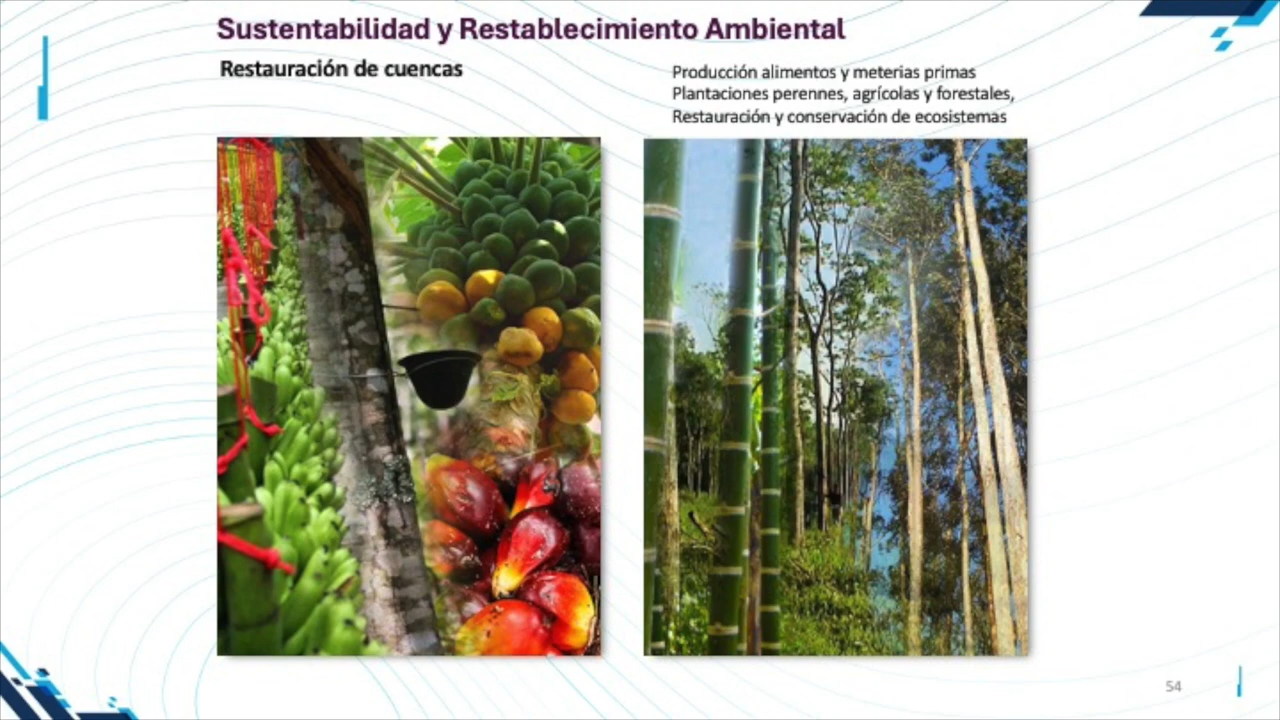 Sustentabilidad y Restablecimiento Ambiental
Restauración de cuencas
Producción alimentos y meterias primas
Plantaciones perennes, agrícolas y forestales,
Restauración y conservación de ecosistemas
54